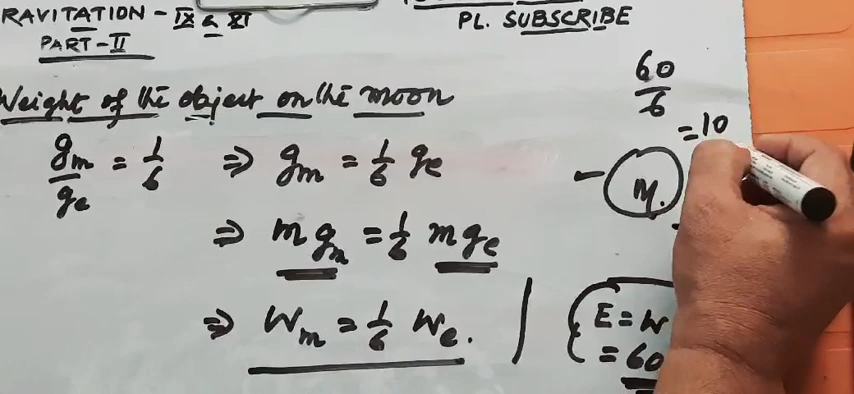 RAVITATION - IX & XI
PL. SUBSCRIBE
PART-II
Weight of the object on the moon
60/6
= 10
gm/ge = 1/6 ⇒ gm = 1/6 ge
M.
⇒ mgm = 1/6 mge
⇒ Wm = 1/6 We.
E = W
= 60